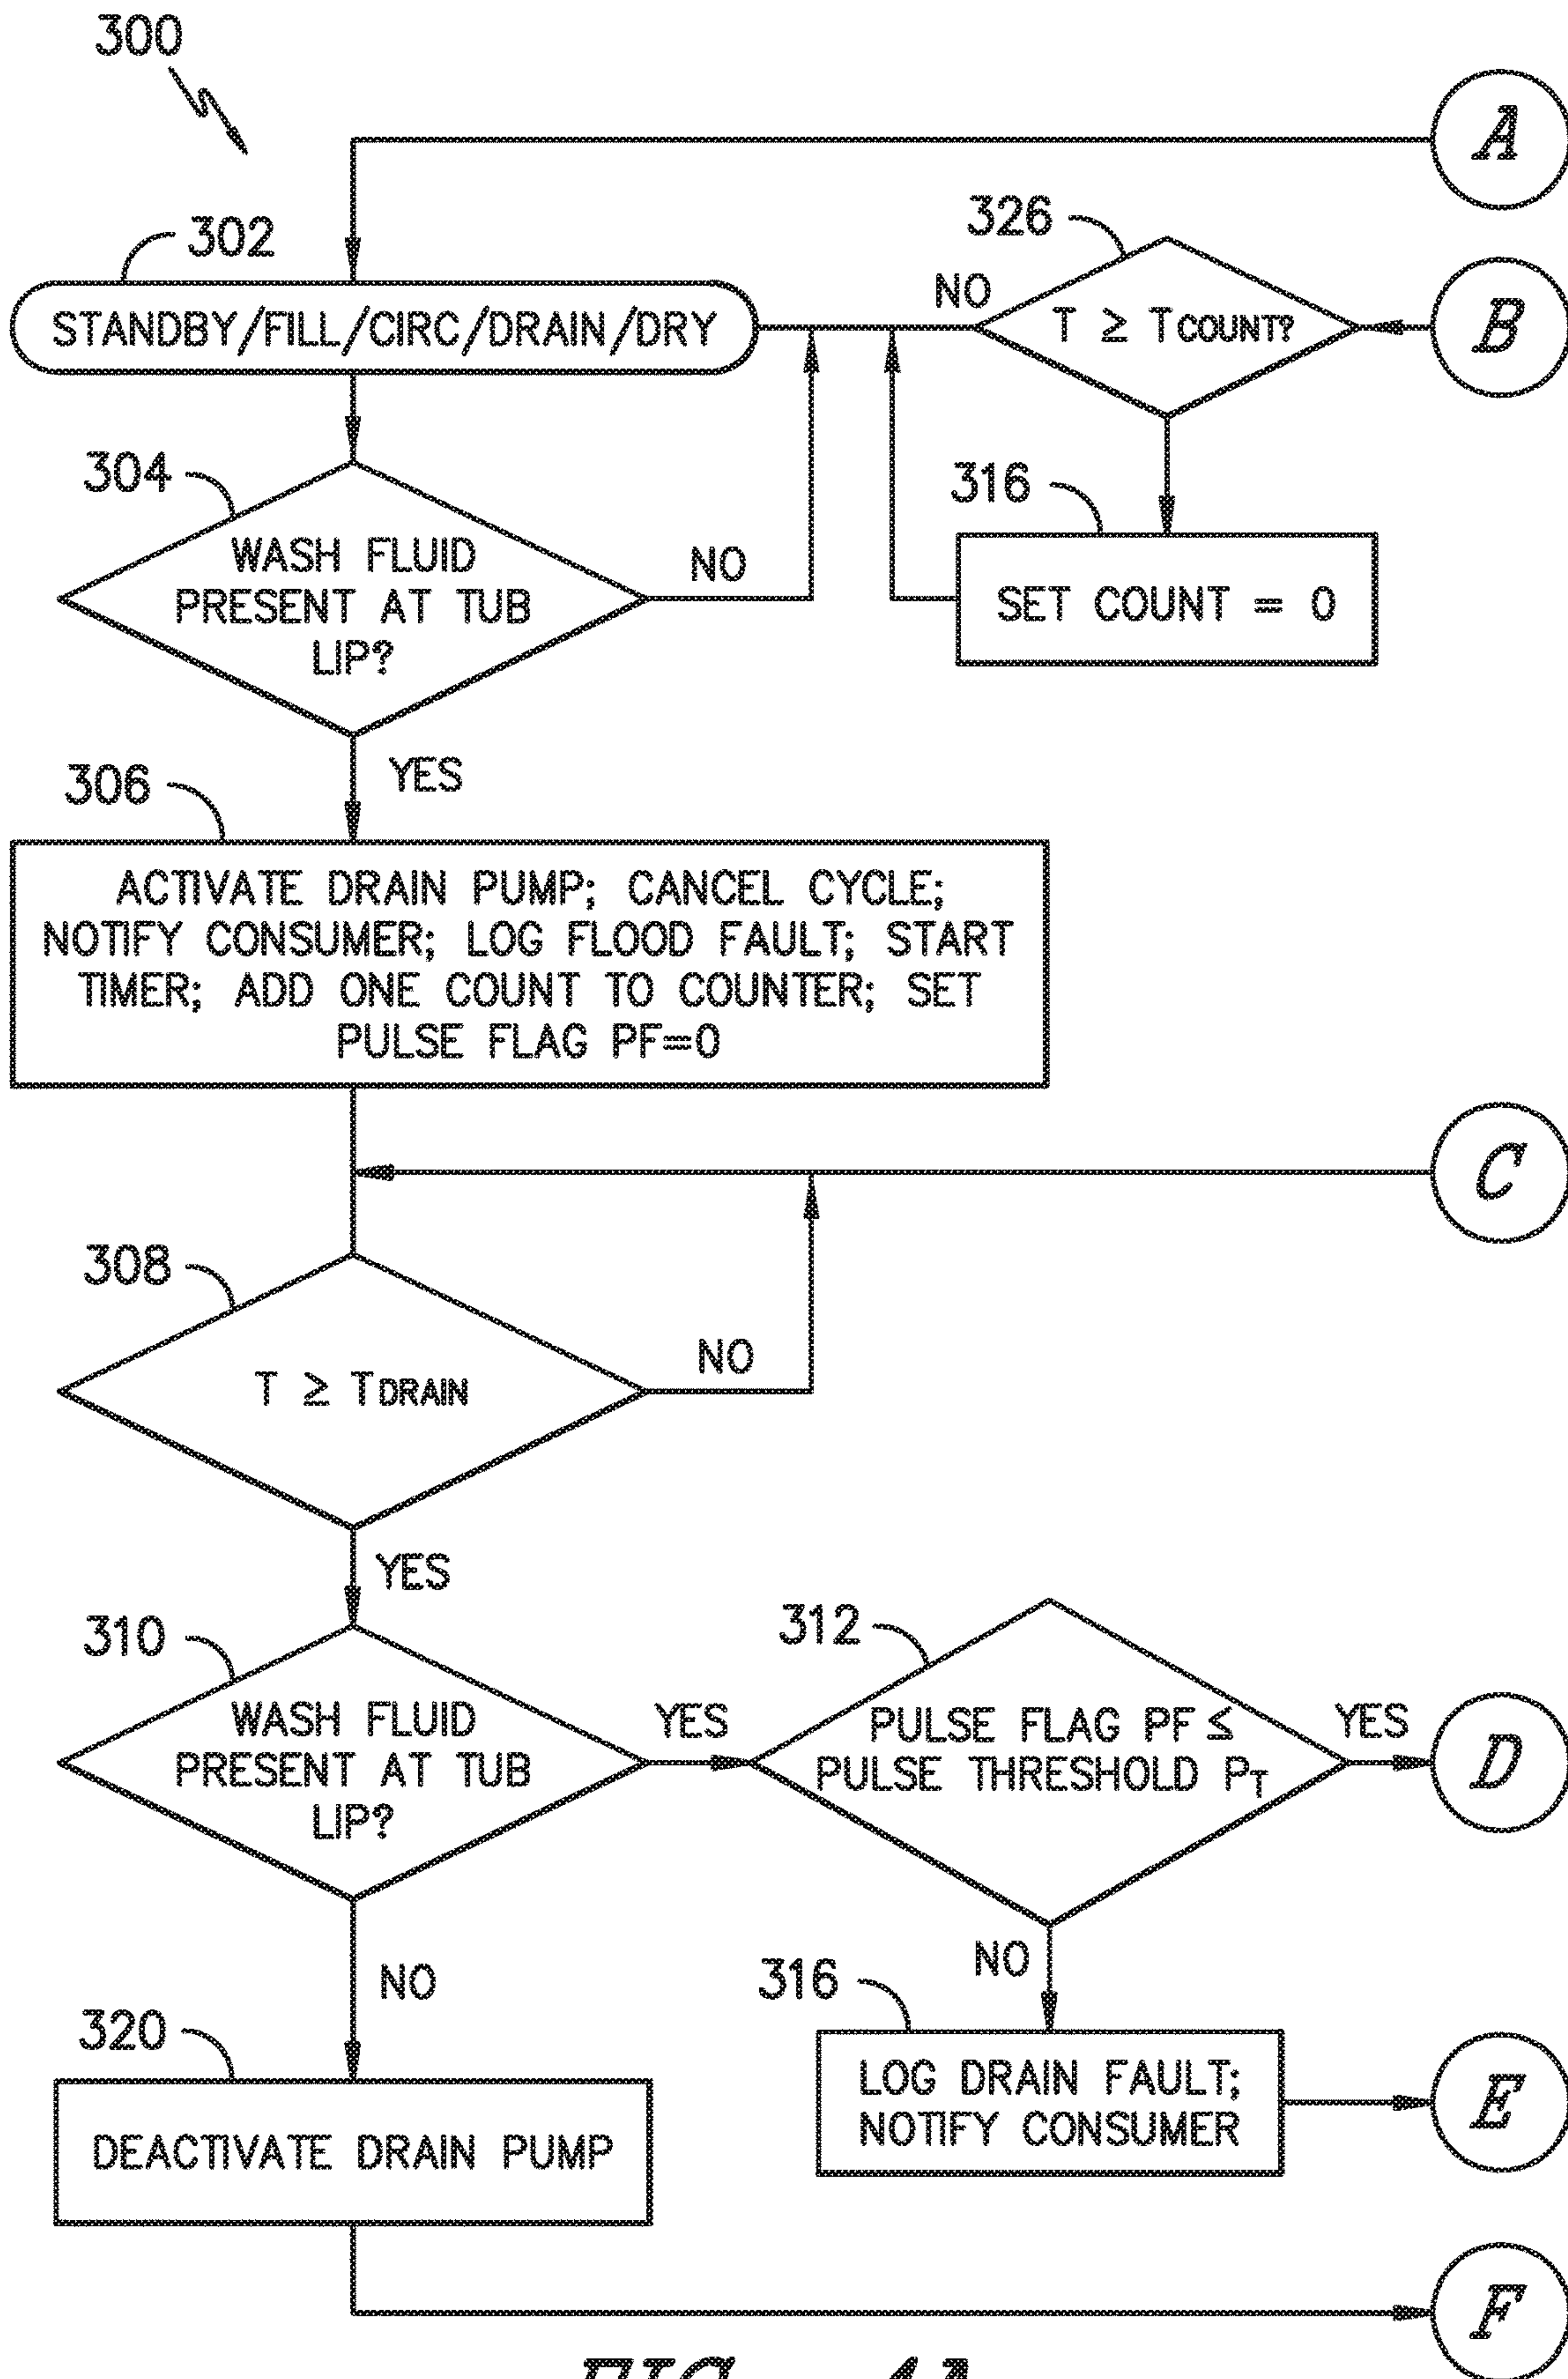 300
A
302
326
STANDBY/FILL/CIRC/DRAIN/DRY
NO
T ≥ TCOUNT?
B
304
316
WASH FLUID
PRESENT AT TUB
LIP?
NO
SET COUNT = 0
YES
306
ACTIVATE DRAIN PUMP; CANCEL CYCLE;
NOTIFY CONSUMER; LOG FLOOD FAULT; START
TIMER; ADD ONE COUNT TO COUNTER; SET
PULSE FLAG PF=0
C
308
T ≥ TDRAIN
NO
YES
310
312
WASH FLUID
PRESENT AT TUB
LIP?
YES
PULSE FLAG PF ≤
PULSE THRESHOLD PT
YES
D
NO
NO
320
316
DEACTIVATE DRAIN PUMP
LOG DRAIN FAULT;
NOTIFY CONSUMER
E
F